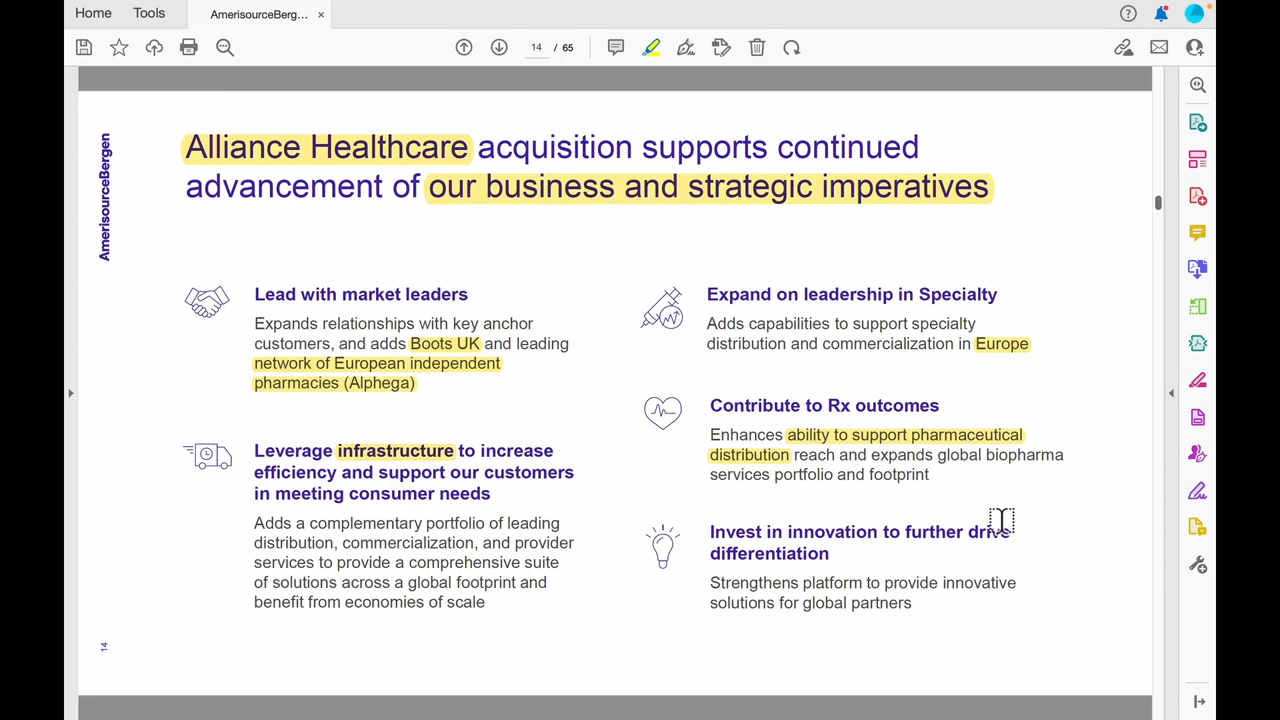 Home
Tools
AmerisourceBerg...
×
?
14 / 65
AmerisourceBergen
Alliance Healthcare acquisition supports continued
advancement of our business and strategic imperatives
Lead with market leaders
Expands relationships with key anchor
customers, and adds Boots UK and leading
network of European independent
pharmacies (Alphega)
Leverage infrastructure to increase
efficiency and support our customers
in meeting consumer needs
Adds a complementary portfolio of leading
distribution, commercialization, and provider
services to provide a comprehensive suite
of solutions across a global footprint and
benefit from economies of scale
Expand on leadership in Specialty
Adds capabilities to support specialty
distribution and commercialization in Europe
Contribute to Rx outcomes
Enhances ability to support pharmaceutical
distribution reach and expands global biopharma
services portfolio and footprint
Invest in innovation to further drive
differentiation
Strengthens platform to provide innovative
solutions for global partners
14